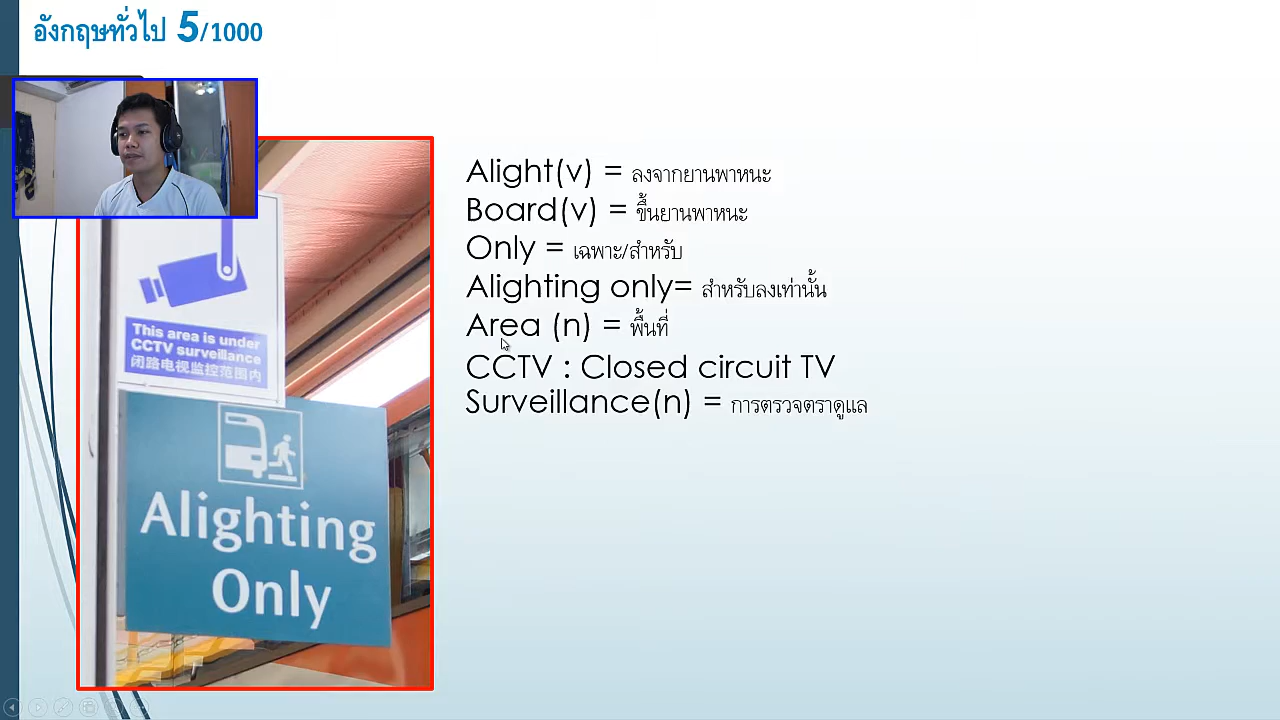 อังกฤษทั่วไป 5/1000
This area is under
CCTV surveillance
闭路电视监控范围内
Alighting
Only
Alight(v) = ลงจากยานพาหนะ
Board(v) = ขึ้นยานพาหนะ
Only = เฉพาะ/สำหรับ
Alighting only= สำหรับลงเท่านั้น
Area (n) = พื้นที่
CCTV : Closed circuit TV
Surveillance(n) = การตรวจตราดูแล